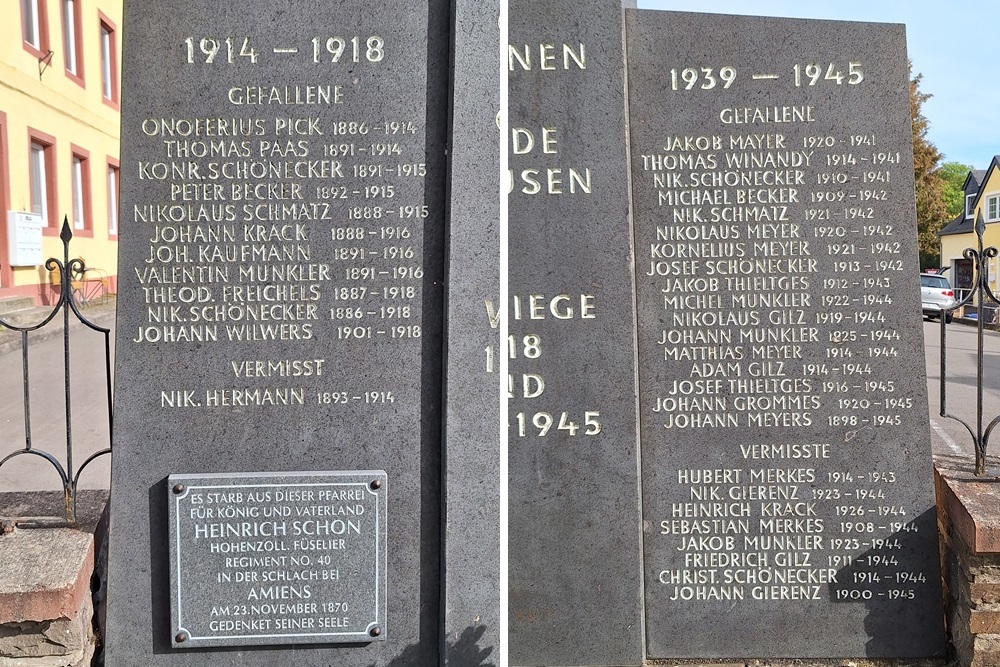 1914 – 1918
GEFALLENE
ONOFERIUS PICK 1886 – 1914
THOMAS PAAS 1891 – 1914
KONR. SCHÖNECKER 1891 – 1915
PETER BECKER 1892 – 1915
NIKOLAUS SCHMATZ 1888 – 1915
JOHANN KRACK 1888 – 1916
JOH. KAUFMANN 1891 – 1916
VALENTIN MUNKLER 1891 – 1916
THEOD. FREICHELS 1887 – 1918
NIK. SCHÖNECKER 1886 – 1918
JOHANN WILWERS 1901 – 1918
VERMISST
NIK. HERMANN 1893 – 1914
ES STARB AUS DIESER PFARREI
FÜR KÖNIG UND VATERLAND
HEINRICH SCHON
HOHENZOLL. FÜSELIER
REGIMENT NO. 40
IN DER SCHLACH BEI
AMIENS
AM 23. NOVEMBER 1870
GEDENKET SEINER SEELE
NEN
DE
USEN
VIEGE
18
ND
– 1945
1939 – 1945
GEFALLENE
JAKOB MAYER 1920 – 1941
THOMAS WINANDY 1914 – 1941
NIK. SCHÖNECKER 1910 – 1941
MICHAEL BECKER 1909 – 1942
NIK. SCHMATZ 1921 – 1942
NIKOLAUS MEYER 1920 – 1942
KORNELIUS MEYER 1921 – 1942
JOSEF SCHÖNECKER 1913 – 1942
JAKOB THIELTGES 1912 – 1943
MICHEL MUNKLER 1922 – 1944
NIKOLAUS GILZ 1919 – 1944
JOHANN MUNKLER 1825 – 1944
MATTHIAS MEYER 1914 – 1944
ADAM GILZ 1914 – 1944
JOSEF THIELTGES 1916 – 1945
JOHANN GROMMES 1920 – 1945
JOHANN MEYERS 1898 – 1945
VERMISSTE
HUBERT MERKES 1914 – 1943
NIK. GIERENZ 1923 – 1944
HEINRICH KRACK 1926 – 1944
SEBASTIAN MERKES 1908 – 1944
JAKOB MUNKLER 1923 – 1944
FRIEDRICH GILZ 1911 – 1944
CHRIST. SCHÖNECKER 1914 – 1944
JOHANN GIERENZ 1900 – 1945